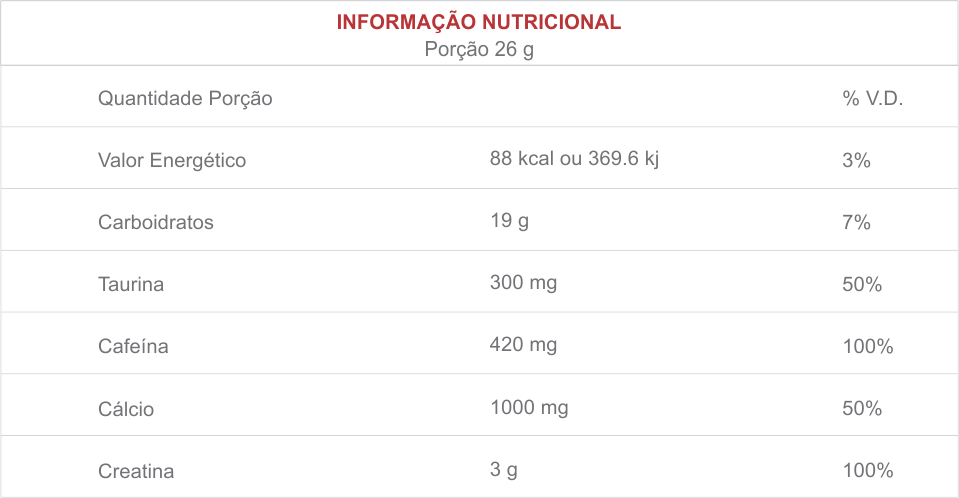 INFORMAÇÃO NUTRICIONAL
Porção 26 g
Quantidade Porção % V.D.
Valor Energético 88 kcal ou 369.6 kj 3%
Carboidratos 19 g 7%
Taurina 300 mg 50%
Cafeína 420 mg 100%
Cálcio 1000 mg 50%
Creatina 3 g 100%